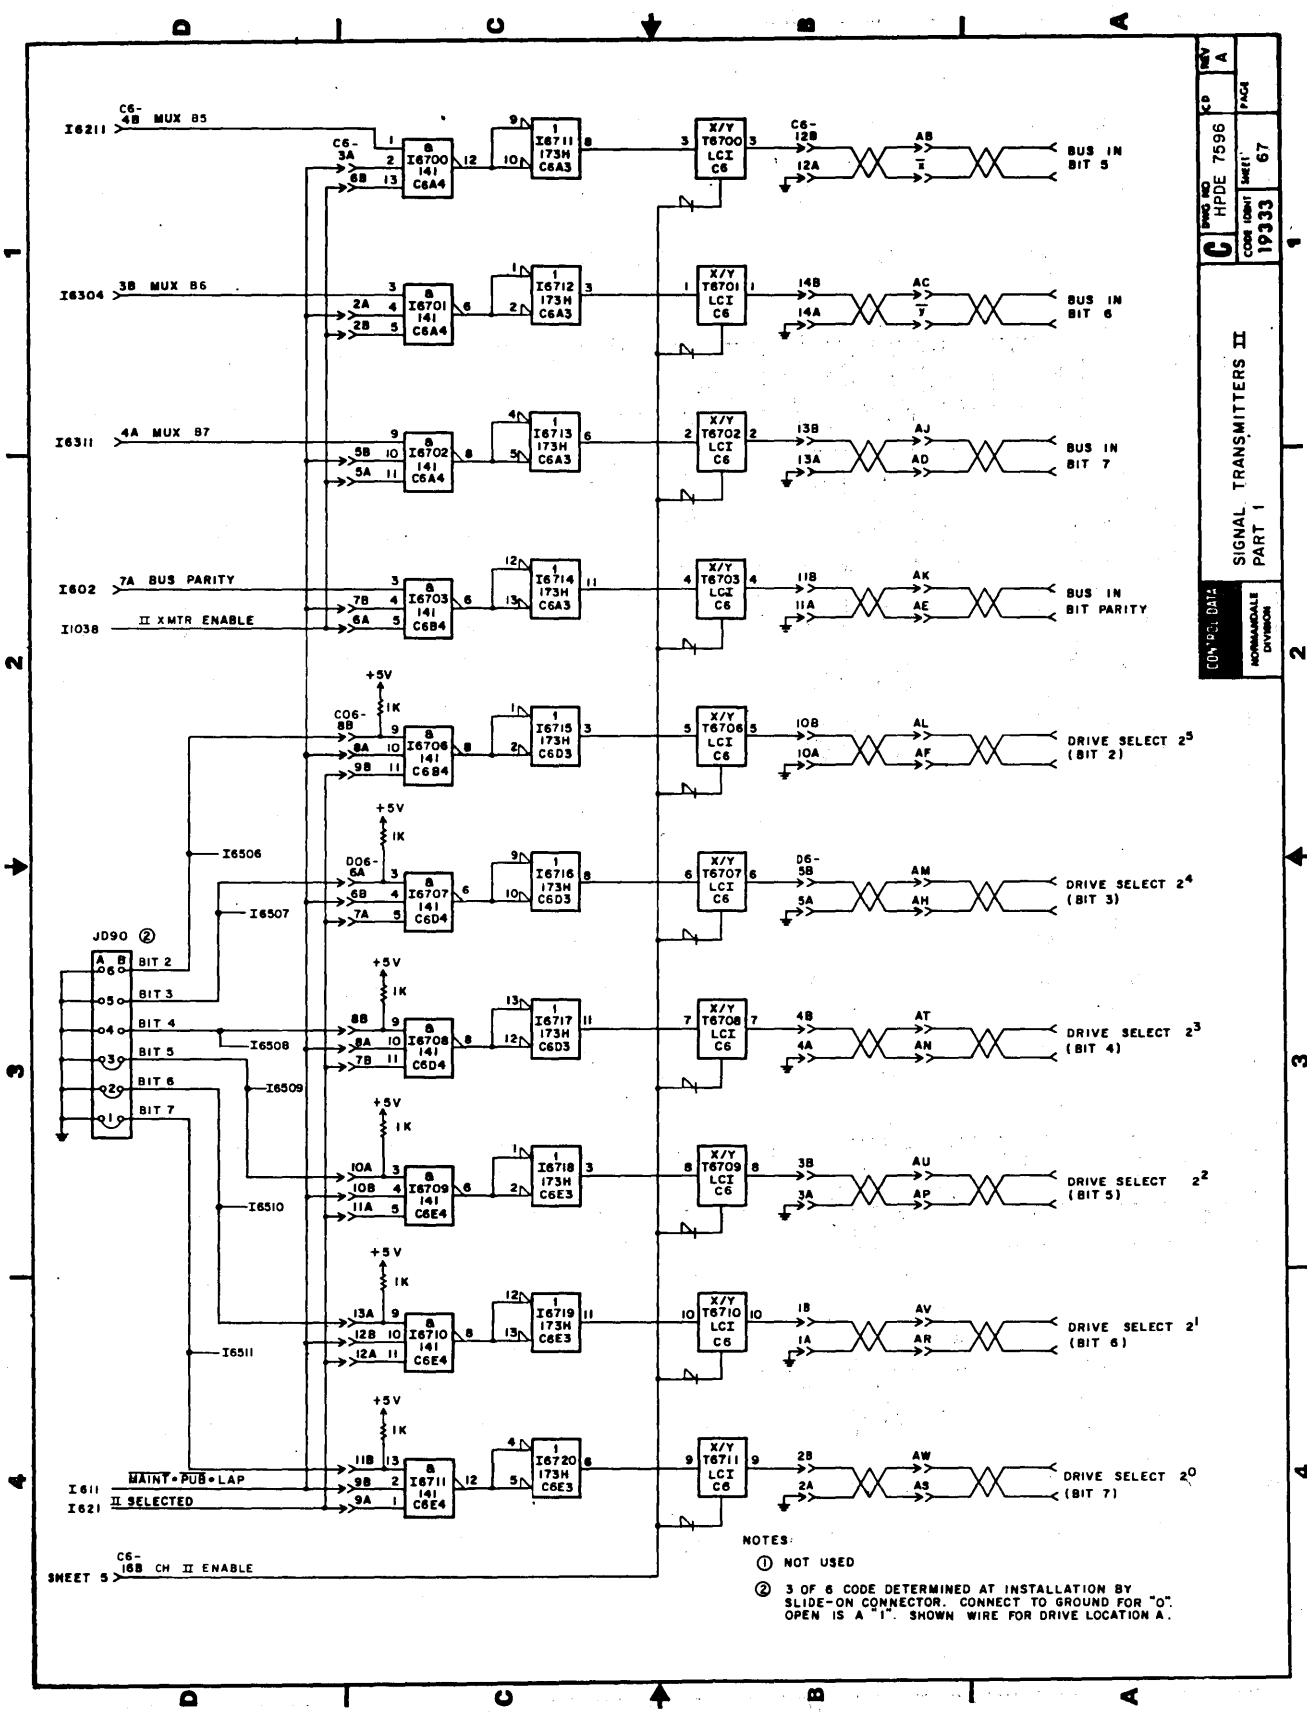 D
C
B
A
I6211
C6-
4B MUX B5
C6-
3A
6B
1
2
13
&
I6700
141
C6A4
12
9
10
1
I6711
173H
C6A3
8
3
X/Y
T6700
LCI
C6
3
C6-
12B
12A
AB
x
BUS IN
BIT 5
1
I6304
3B MUX B6
2A
2B
3
4
5
&
I6701
141
C6A4
6
1
2
1
I6712
173H
C6A3
3
1
X/Y
T6701
LCI
C6
1
14B
14A
AC
y
BUS IN
BIT 6
I6311
4A MUX B7
5B
5A
9
10
11
&
I6702
141
C6A4
8
4
5
1
I6713
173H
C6A3
6
2
X/Y
T6702
LCI
C6
2
13B
13A
AJ
AD
BUS IN
BIT 7
I602
7A BUS PARITY
I1038
II XMTR ENABLE
7B
6A
3
4
5
&
I6703
141
C6B4
6
12
13
1
I6714
173H
C6A3
11
4
X/Y
T6703
LCI
C6
4
11B
11A
AK
AE
BUS IN
BIT PARITY
2
+5V
1K
C06-
8B
8A
9B
9
10
11
&
I6706
141
C6B4
8
1
2
1
I6715
173H
C6D3
3
5
X/Y
T6706
LCI
C6
5
10B
10A
AL
AF
DRIVE SELECT 2⁵
(BIT 2)
I6506
+5V
1K
D06-
6A
6B
7A
3
4
5
&
I6707
141
C6D4
6
9
10
1
I6716
173H
C6D3
8
6
X/Y
T6707
LCI
C6
6
D6-
5B
5A
AM
AH
DRIVE SELECT 2⁴
(BIT 3)
I6507
JD90 ②
A B
6 BIT 2
5 BIT 3
4 BIT 4
3 BIT 5
2 BIT 6
1 BIT 7
I6508
I6509
3
+5V
1K
8B
8A
7B
9
10
11
&
I6708
141
C6D4
8
13
12
1
I6717
173H
C6D3
11
7
X/Y
T6708
LCI
C6
7
4B
4A
AT
AN
DRIVE SELECT 2³
(BIT 4)
+5V
1K
10A
10B
11A
3
4
5
&
I6709
141
C6E4
6
1
2
1
I6718
173H
C6E3
3
8
X/Y
T6709
LCI
C6
8
3B
3A
AU
AP
DRIVE SELECT 2²
(BIT 5)
I6510
+5V
1K
13A
12B
12A
9
10
11
&
I6710
141
C6E4
8
12
13
1
I6719
173H
C6E3
11
10
X/Y
T6710
LCI
C6
10
1B
1A
AV
AR
DRIVE SELECT 2¹
(BIT 6)
I6511
+5V
1K
4
I611
MAINT•PUB•LAP
I621
II SELECTED
11B
9B
9A
13
2
1
&
I6711
141
C6E4
12
4
5
1
I6720
173H
C6E3
6
9
X/Y
T6711
LCI
C6
9
2B
2A
AW
AS
DRIVE SELECT 2⁰
(BIT 7)
SHEET 5
C6-
16B CH II ENABLE
NOTES:
① NOT USED
② 3 OF 6 CODE DETERMINED AT INSTALLATION BY
SLIDE-ON CONNECTOR. CONNECT TO GROUND FOR "0".
OPEN IS A "1". SHOWN WIRE FOR DRIVE LOCATION A.
D
C
B
A
1
2
3
4
CONTROL DATA
NORMANDALE
DIVISION
SIGNAL TRANSMITTERS II
PART 1
C
DWG NO
HPDE 7596
CD
REV
A
CODE IDENT
19333
SHEET
67
PAGE